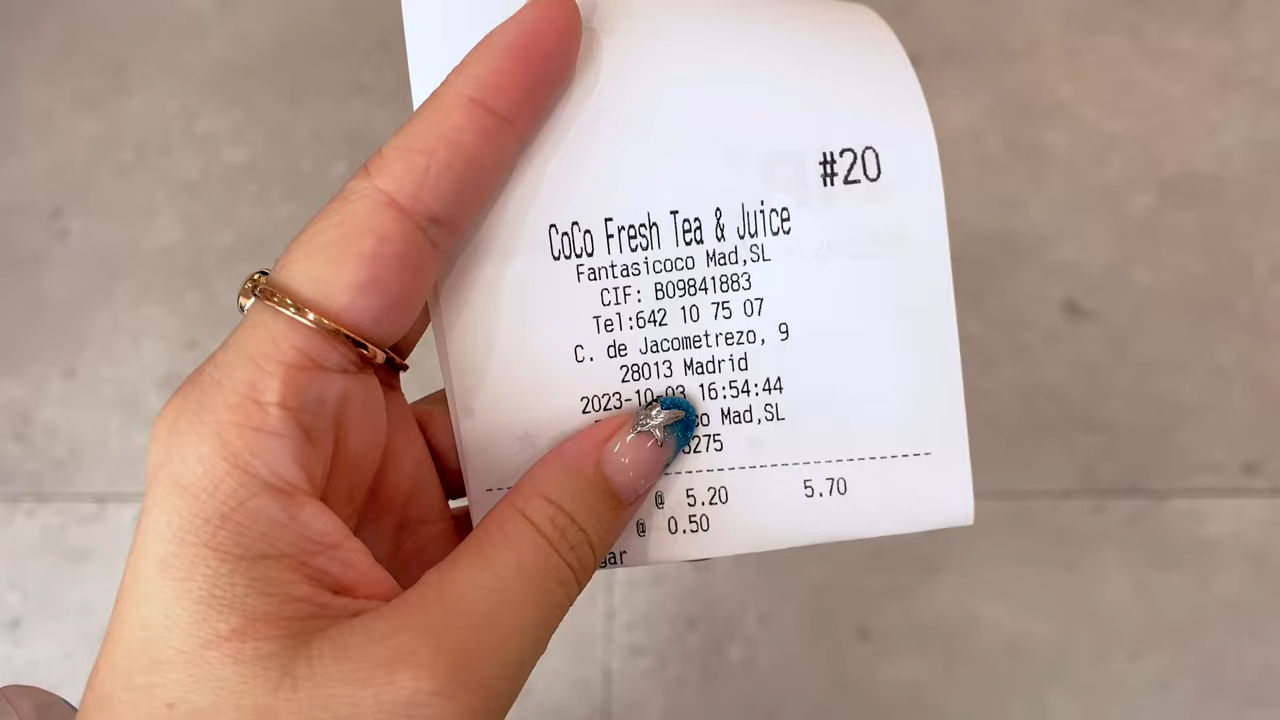 #20
CoCo Fresh Tea & Juice
Fantasicoco Mad,SL
CIF: B09841883
Tel:642 10 75 07
C. de Jacometrezo, 9
28013 Madrid
2023-10-03 16:54:44
Mad,SL
@ 5.20 5.70
@ 0.50